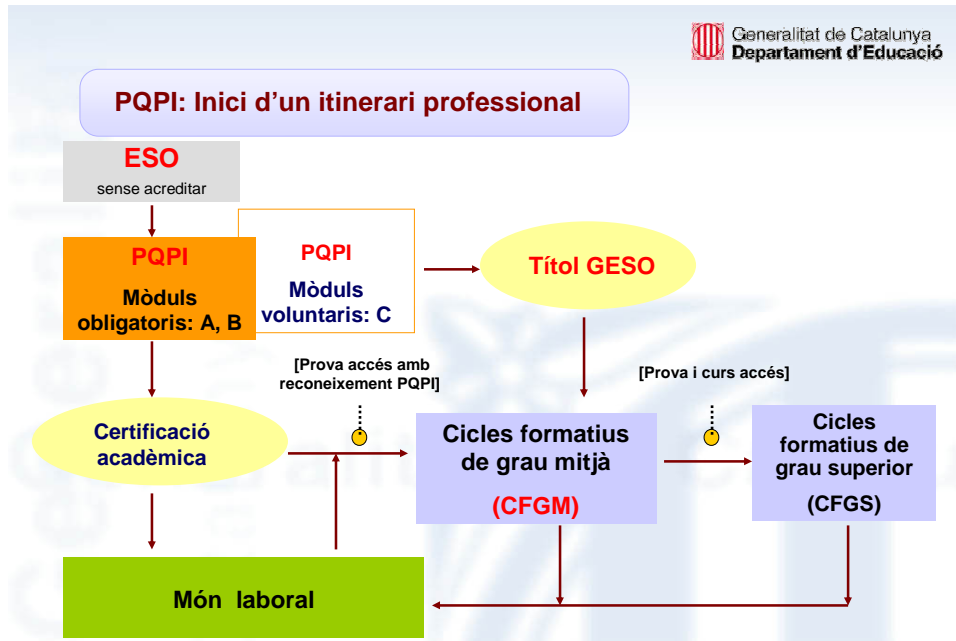 Generalitat de Catalunya
Departament d'Educació
PQPI: Inici d'un itinerari professional
ESO
sense acreditar
PQPI
Mòduls
obligatoris: A, B
PQPI
Mòduls
voluntaris: C
Títol GESO
[Prova accés amb
reconeixement PQPI]
[Prova i curs accés]
Certificació
acadèmica
Cicles formatius
de grau mitjà
(CFGM)
Cicles
formatius de
grau superior
(CFGS)
Món laboral